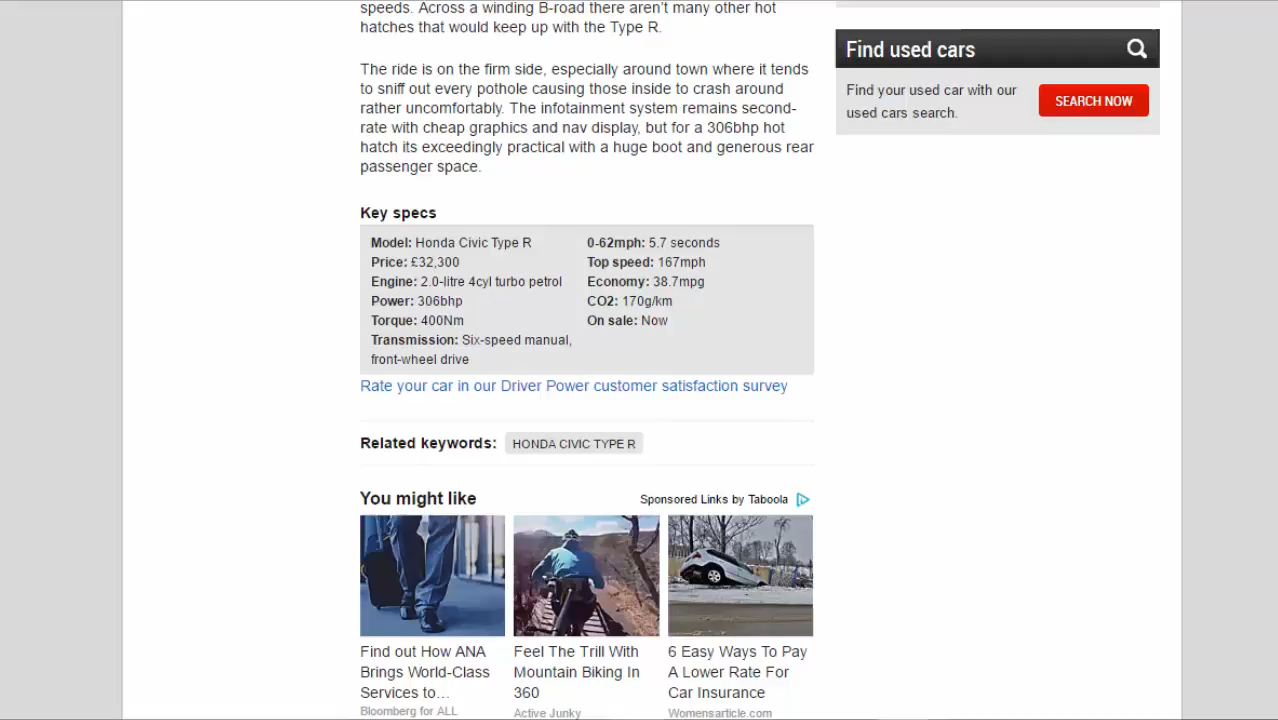 speeds. Across a winding B-road there aren't many other hot
hatches that would keep up with the Type R.
The ride is on the firm side, especially around town where it tends
to sniff out every pothole causing those inside to crash around
rather uncomfortably. The infotainment system remains second-
rate with cheap graphics and nav display, but for a 306bhp hot
hatch its exceedingly practical with a huge boot and generous rear
passenger space.
Key specs
Model: Honda Civic Type R
Price: £32,300
Engine: 2.0-litre 4cyl turbo petrol
Power: 306bhp
Torque: 400Nm
Transmission: Six-speed manual,
front-wheel drive
0-62mph: 5.7 seconds
Top speed: 167mph
Economy: 38.7mpg
CO2: 170g/km
On sale: Now
Rate your car in our Driver Power customer satisfaction survey
Related keywords: HONDA CIVIC TYPE R
You might like
Sponsored Links by Taboola
Find out How ANA
Brings World-Class
Services to…
Bloomberg for ALL
Feel The Trill With
Mountain Biking In
360
Active Junky
6 Easy Ways To Pay
A Lower Rate For
Car Insurance
Womensarticle.com
Find used cars
Find your used car with our
used cars search.
SEARCH NOW